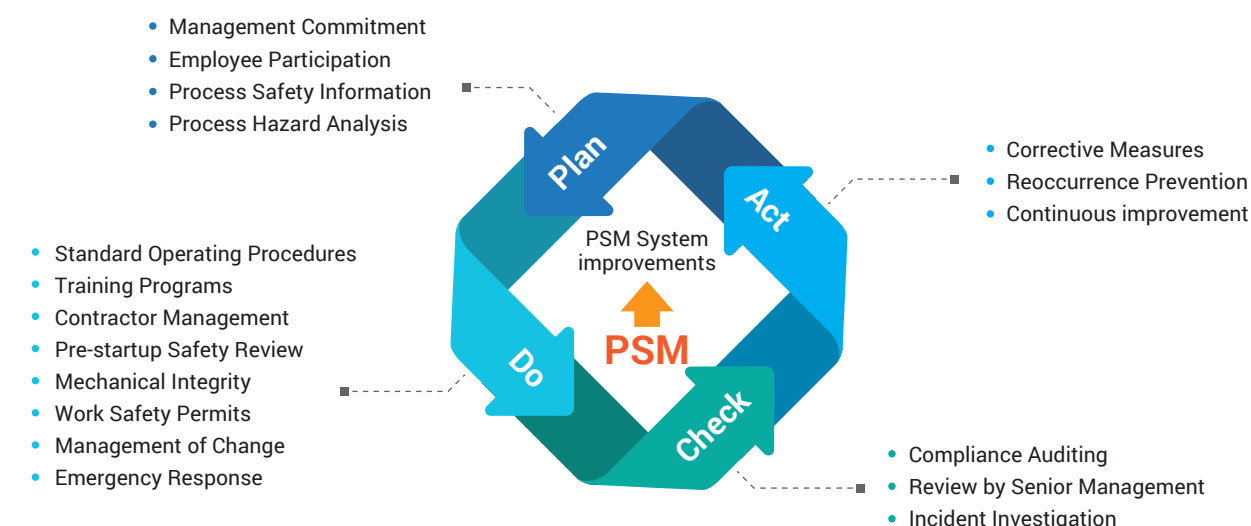 Management Commitment
Employee Participation
Process Safety Information
Process Hazard Analysis
Plan
Act
Corrective Measures
Reoccurrence Prevention
Continuous improvement
PSM System
improvements
PSM
Standard Operating Procedures
Training Programs
Contractor Management
Pre-startup Safety Review
Mechanical Integrity
Work Safety Permits
Management of Change
Emergency Response
Do
Check
Compliance Auditing
Review by Senior Management
Incident Investigation